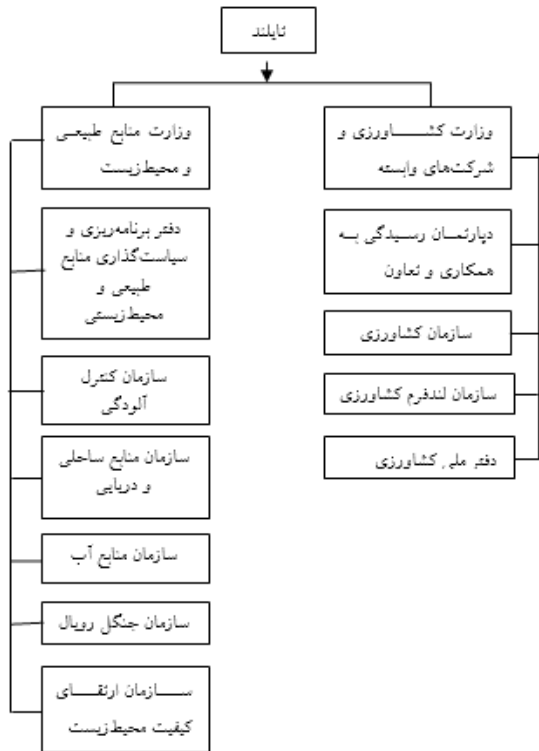 تایلند
وزارت کشاورزی و
شرکت‌های وابسته
دپارتمان رسیدگی به
همکاری و تعاون
سازمان کشاورزی
سازمان لندفرم کشاورزی
دفتر ملی کشاورزی
وزارت منابع طبیعی
و محیط‌زیست
دفتر برنامه‌ریزی و
سیاست‌گذاری منابع
طبیعی و
محیط‌زیستی
سازمان کنترل
آلودگی
سازمان منابع ساحلی
و دریایی
سازمان منابع آب
سازمان جنگل رویال
سازمان ارتقای
کیفیت محیط‌زیست